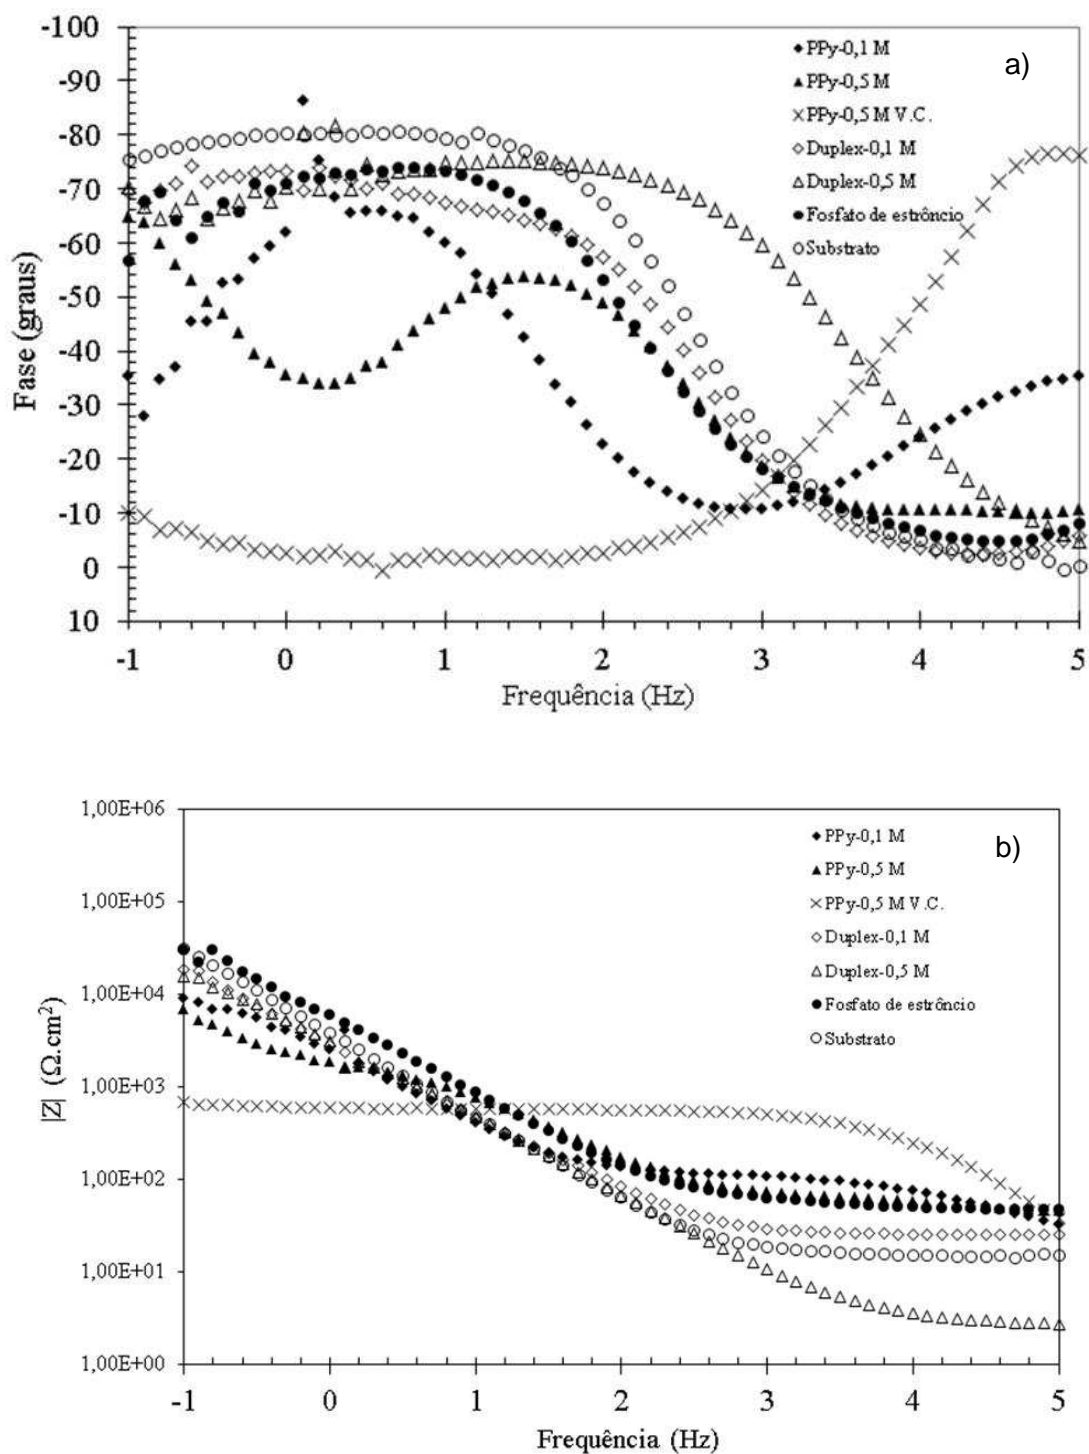 a)
-100
-90
-80
-70
-60
-50
-40
-30
-20
-10
0
10
Fase (graus)
PPy-0,1 M
PPy-0,5 M
PPy-0,5 M V.C.
Duplex-0,1 M
Duplex-0,5 M
Fosfato de estrôncio
Substrato
-1 0 1 2 3 4 5
Frequência (Hz)
b)
1,00E+06
1,00E+05
1,00E+04
1,00E+03
1,00E+02
1,00E+01
1,00E+00
|Z| (Ω.cm²)
PPy-0,1 M
PPy-0,5 M
PPy-0,5 M V.C.
Duplex-0,1 M
Duplex-0,5 M
Fosfato de estrôncio
Substrato
-1 0 1 2 3 4 5
Frequência (Hz)